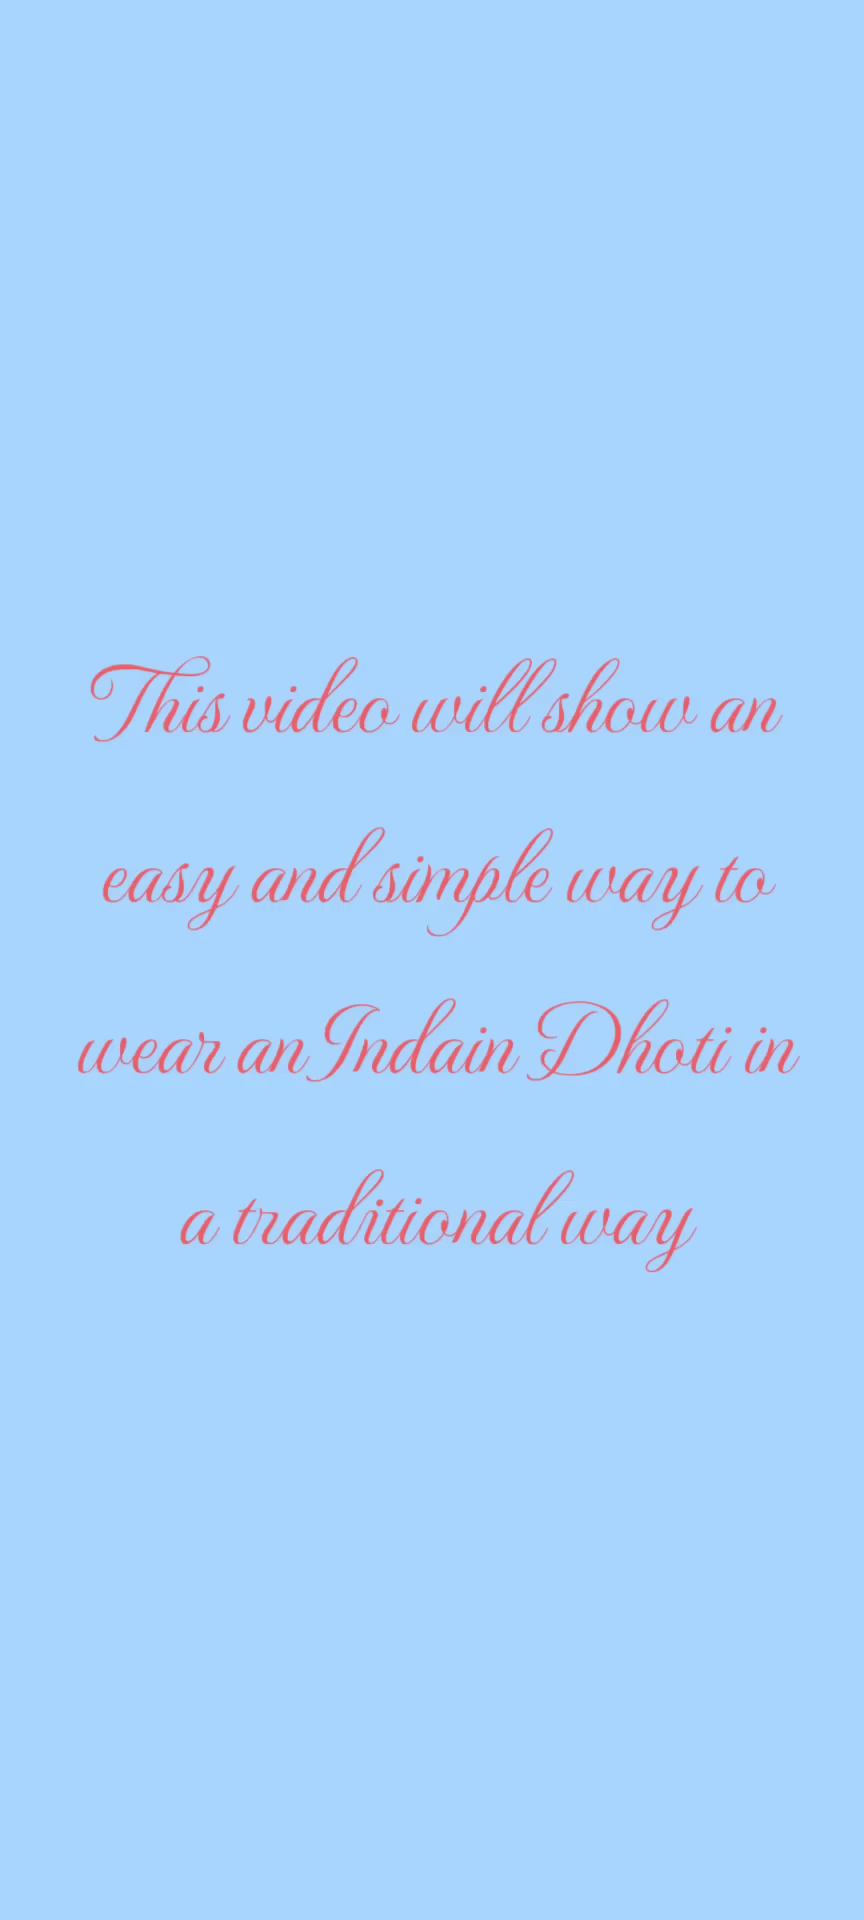 This video will show an
easy and simple way to
wear an Indain Dhoti in
a traditional way